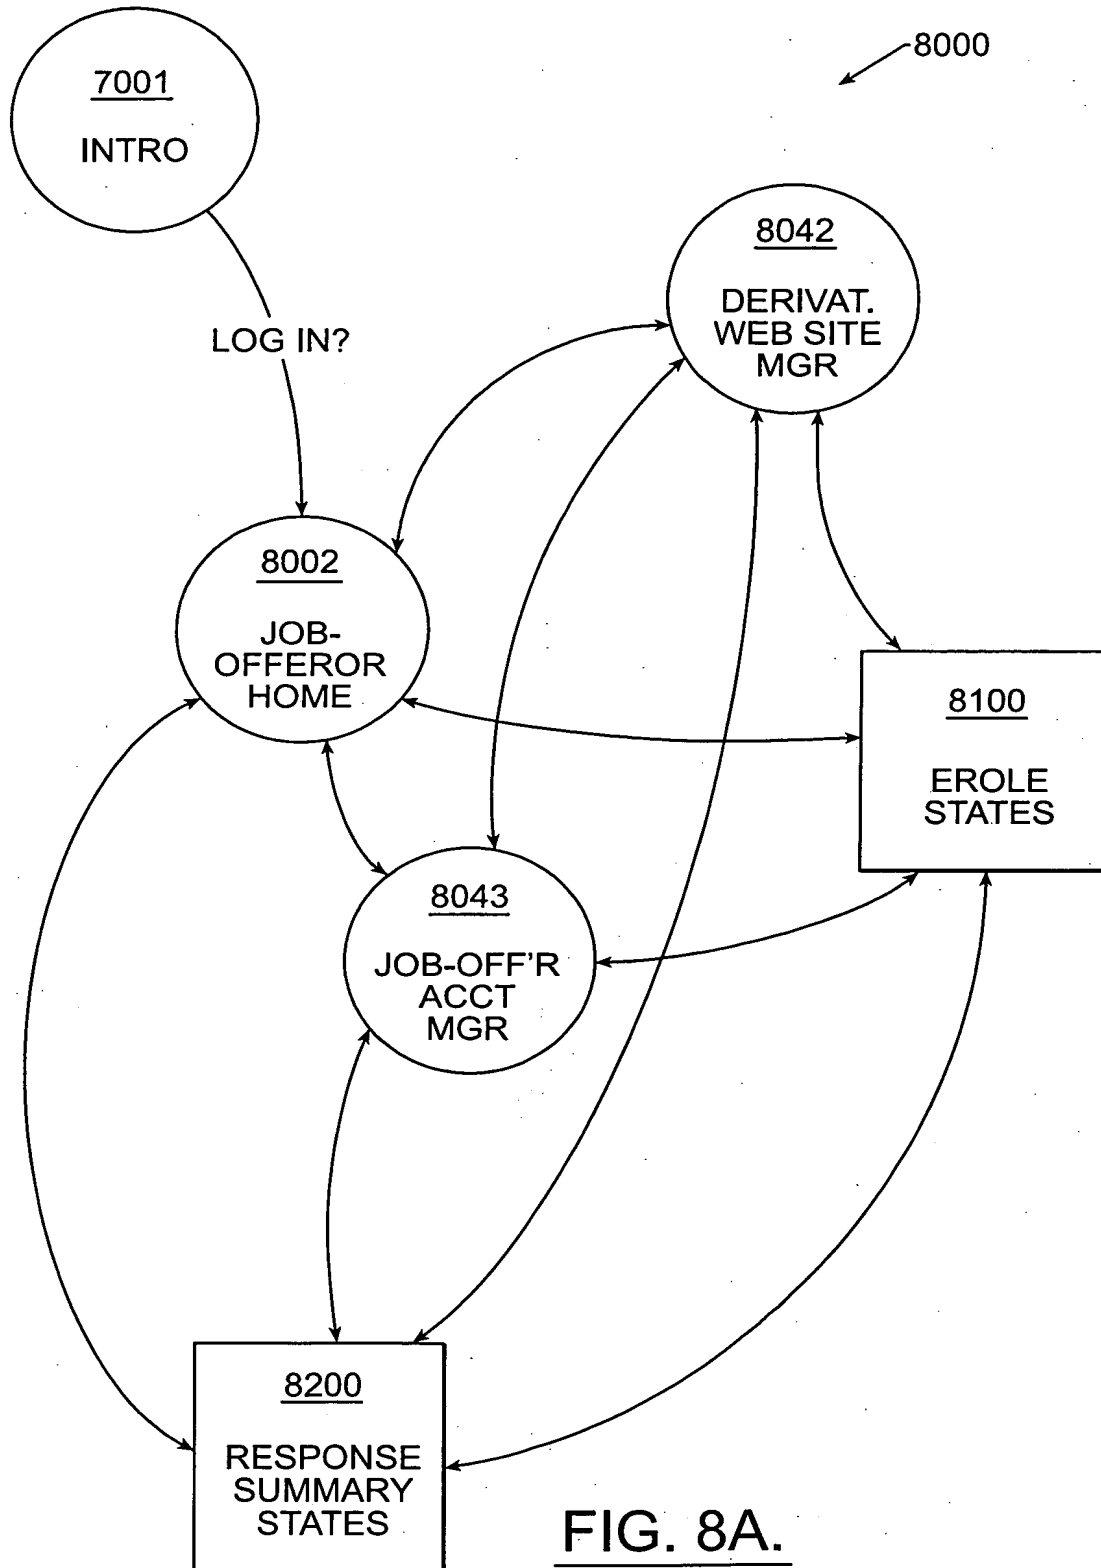 8000
7001
INTRO
8042
DERIVAT.
WEB SITE
MGR
LOG IN?
8002
JOB-
OFFEROR
HOME
8100
EROLE
STATES
8043
JOB-OFF'R
ACCT
MGR
8200
RESPONSE
SUMMARY
STATES
FIG. 8A.